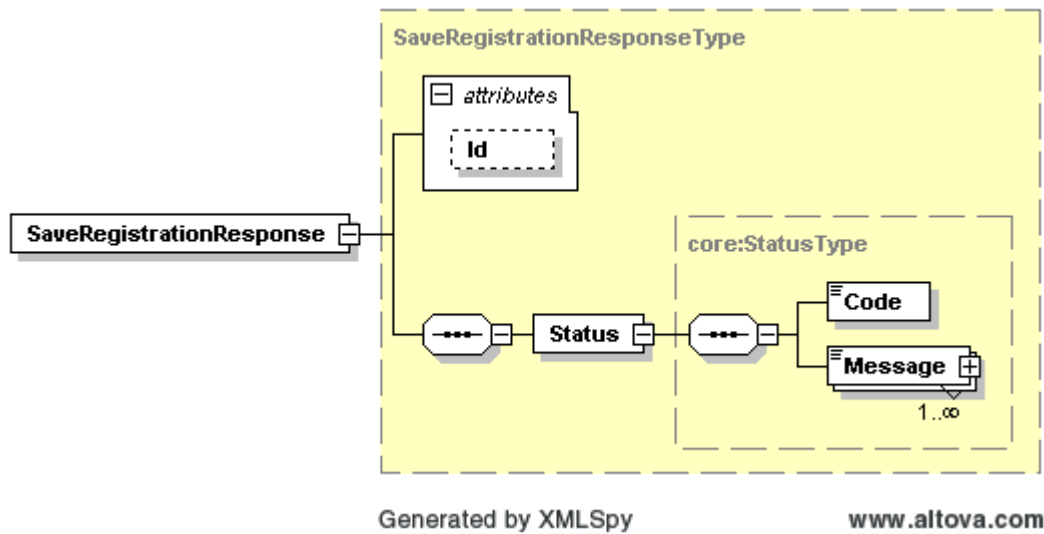 SaveRegistrationResponseType
attributes
Id
SaveRegistrationResponse
core:StatusType
Code
Status
Message
1..∞
Generated by XMLSpy
www.altova.com